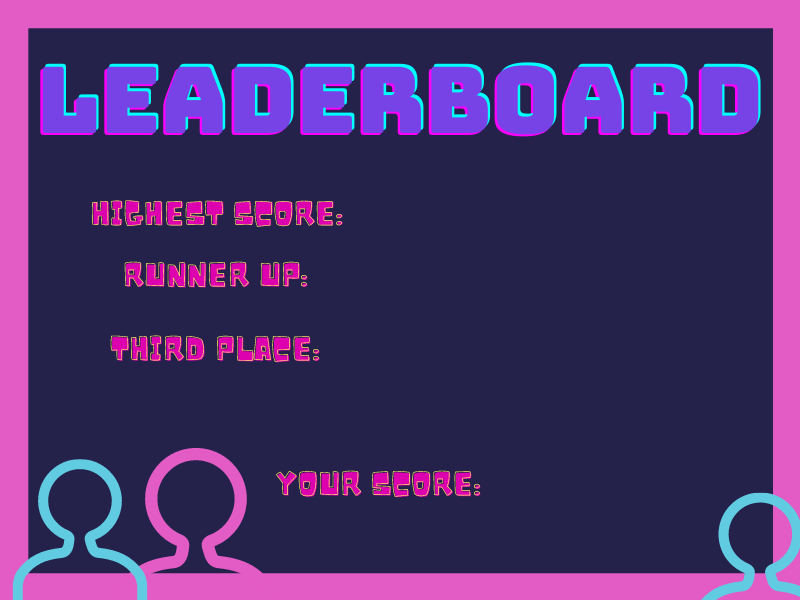 LEADERBOARD
HIGHEST SCORE:
RUNNER UP:
THIRD PLACE:
YOUR SCORE: